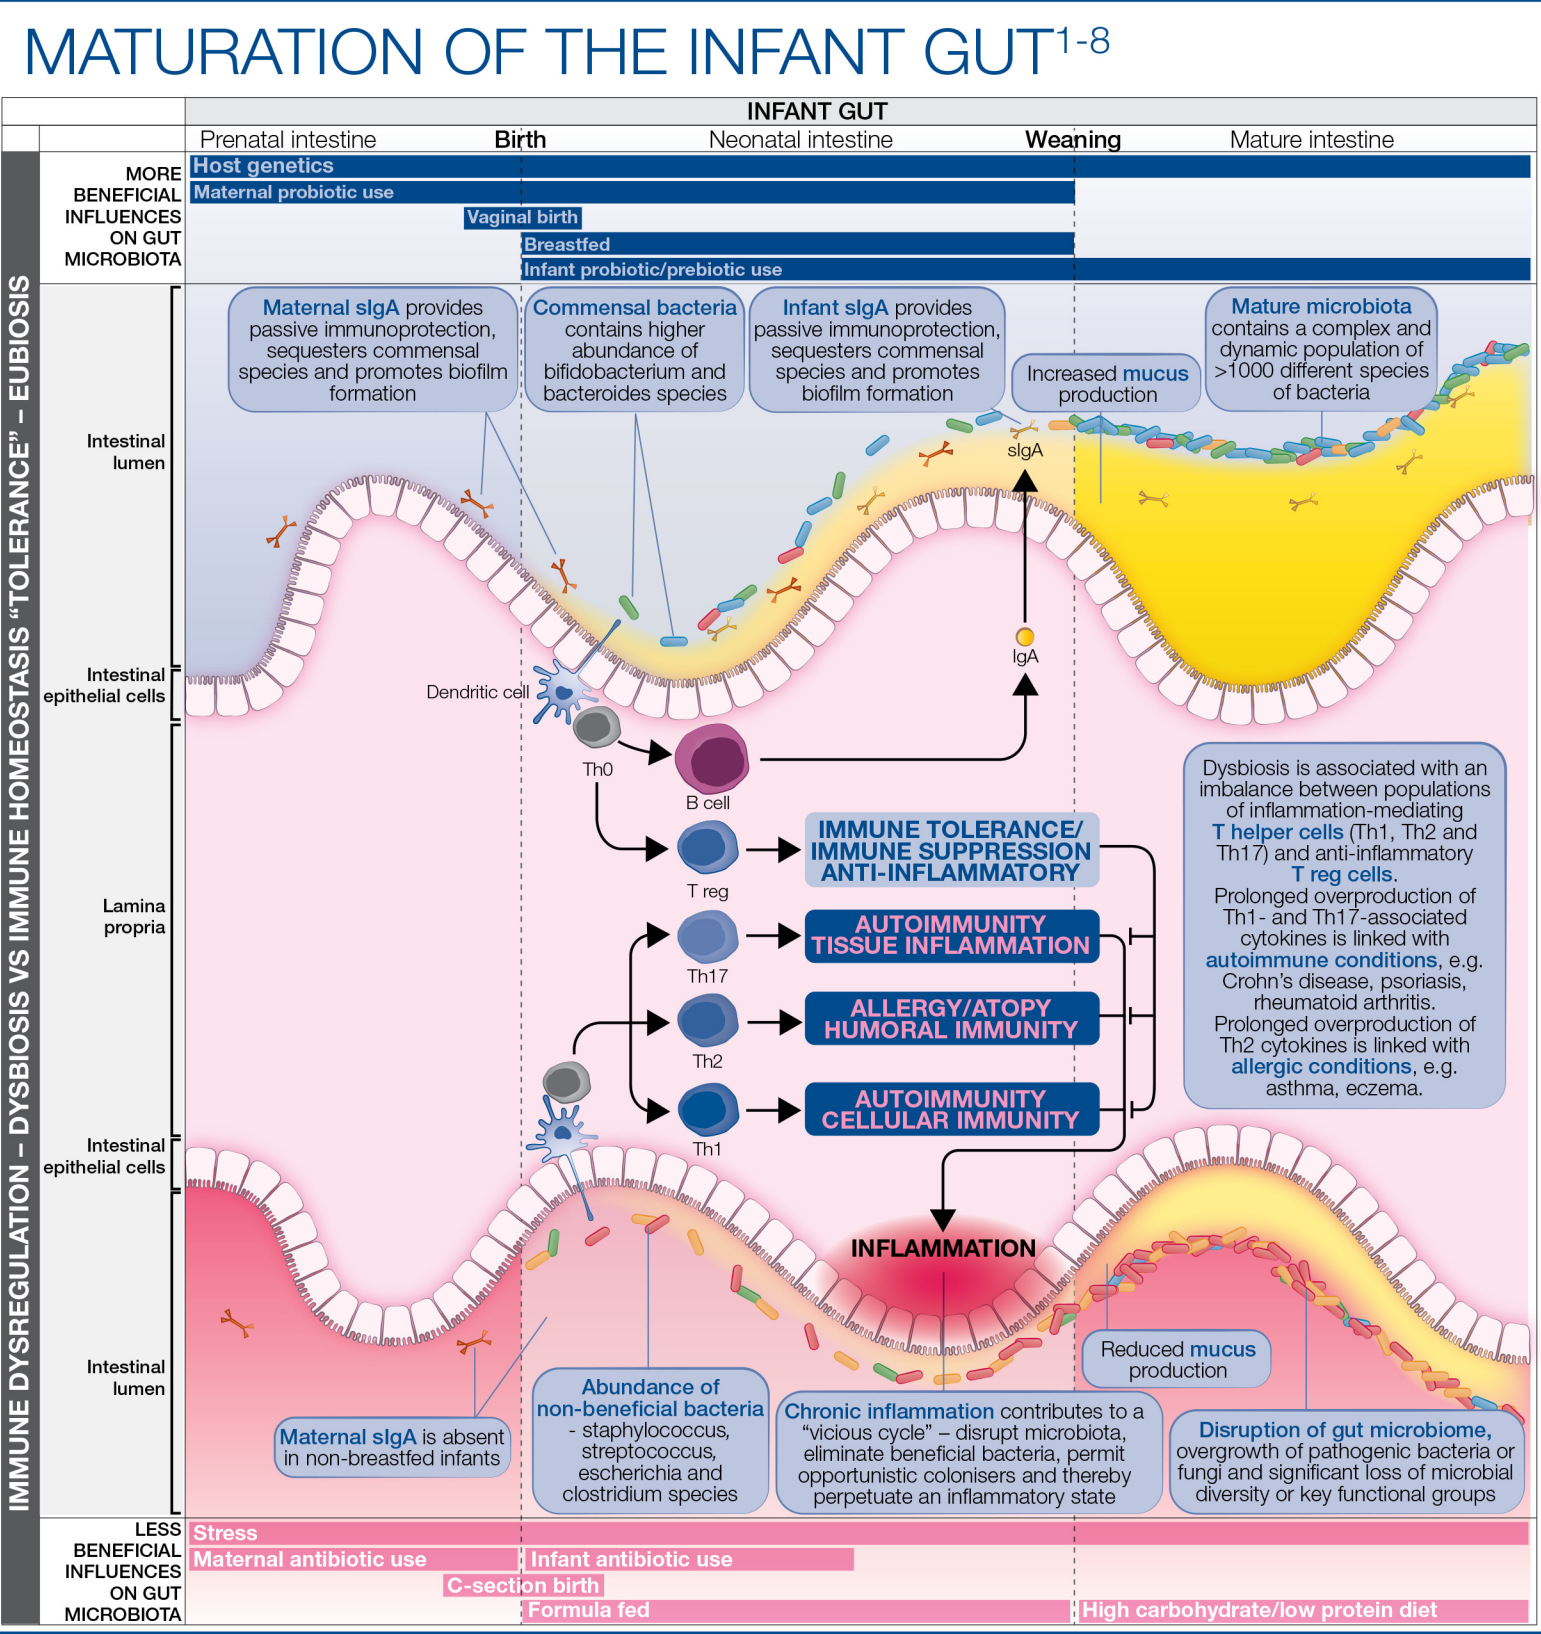 MATURATION OF THE INFANT GUT1-8
INFANT GUT
Prenatal intestine
Birth
Neonatal intestine
Weaning
Mature intestine
IMMUNE DYSREGULATION – DYSBIOSIS VS IMMUNE HOMEOSTASIS “TOLERANCE” – EUBIOSIS
MORE
BENEFICIAL
INFLUENCES
ON GUT
MICROBIOTA
Host genetics
Maternal probiotic use
Vaginal birth
Breastfed
Infant probiotic/prebiotic use
Intestinal
lumen
Maternal sIgA provides
passive immunoprotection,
sequesters commensal
species and promotes biofilm
formation
Commensal bacteria
contains higher
abundance of
bifidobacterium and
bacteroides species
Infant sIgA provides
passive immunoprotection,
sequesters commensal
species and promotes
biofilm formation
Increased mucus
production
Mature microbiota
contains a complex and
dynamic population of
>1000 different species
of bacteria
sIgA
IgA
Intestinal
epithelial cells
Dendritic cell
Th0
B cell
Lamina
propria
T reg
IMMUNE TOLERANCE/
IMMUNE SUPPRESSION
ANTI-INFLAMMATORY
Th17
AUTOIMMUNITY
TISSUE INFLAMMATION
Th2
ALLERGY/ATOPY
HUMORAL IMMUNITY
Th1
AUTOIMMUNITY
CELLULAR IMMUNITY
Dysbiosis is associated with an
imbalance between populations
of inflammation-mediating
T helper cells (Th1, Th2 and
Th17) and anti-inflammatory
T reg cells.
Prolonged overproduction of
Th1- and Th17-associated
cytokines is linked with
autoimmune conditions, e.g.
Crohn’s disease, psoriasis,
rheumatoid arthritis.
Prolonged overproduction of
Th2 cytokines is linked with
allergic conditions, e.g.
asthma, eczema.
Intestinal
epithelial cells
INFLAMMATION
Intestinal
lumen
Maternal sIgA is absent
in non-breastfed infants
Abundance of
non-beneficial bacteria
- staphylococcus,
streptococcus,
escherichia and
clostridium species
Chronic inflammation contributes to a
“vicious cycle” – disrupt microbiota,
eliminate beneficial bacteria, permit
opportunistic colonisers and thereby
perpetuate an inflammatory state
Reduced mucus
production
Disruption of gut microbiome,
overgrowth of pathogenic bacteria or
fungi and significant loss of microbial
diversity or key functional groups
LESS
BENEFICIAL
INFLUENCES
ON GUT
MICROBIOTA
Stress
Maternal antibiotic use
Infant antibiotic use
C-section birth
Formula fed
High carbohydrate/low protein diet